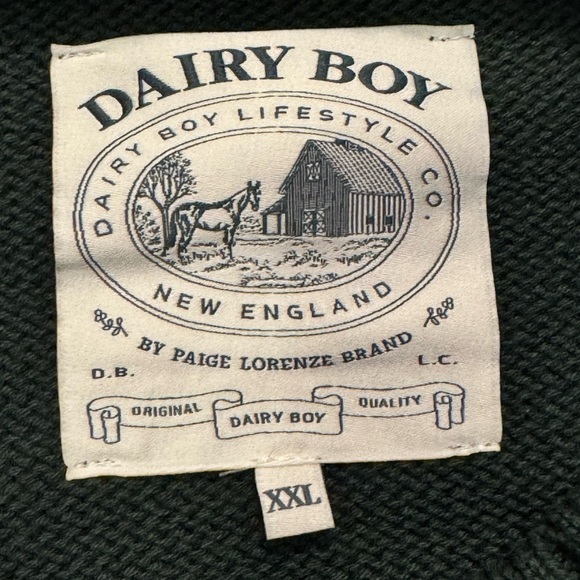 DAIRY BOY
DAIRY BOY LIFESTYLE CO.
NEW ENGLAND
BY PAIGE LORENZE BRAND
D.B. L.C.
ORIGINAL DAIRY BOY QUALITY
XXL